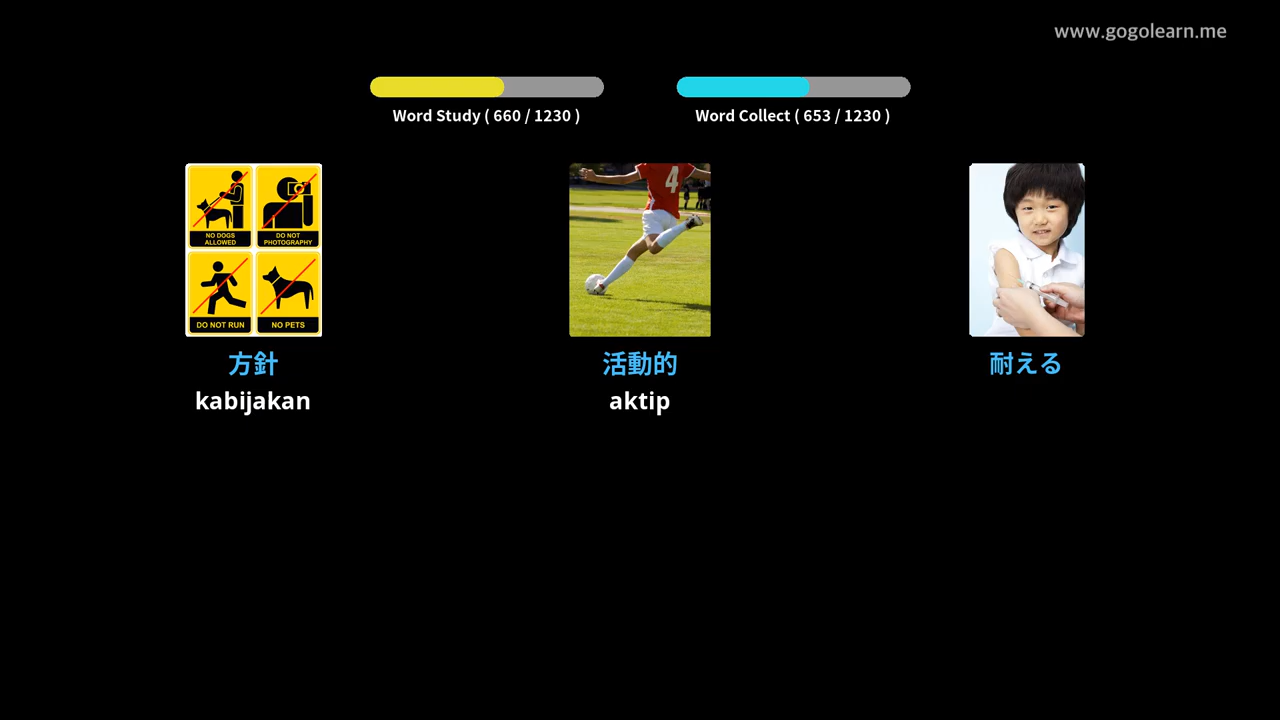 www.gogolearn.me
Word Study ( 660 / 1230 )
Word Collect ( 653 / 1230 )
NO DOGS
ALLOWED
DO NOT
PHOTOGRAPHY
DO NOT RUN
NO PETS
4
方針
kabijakan
活動的
aktip
耐える